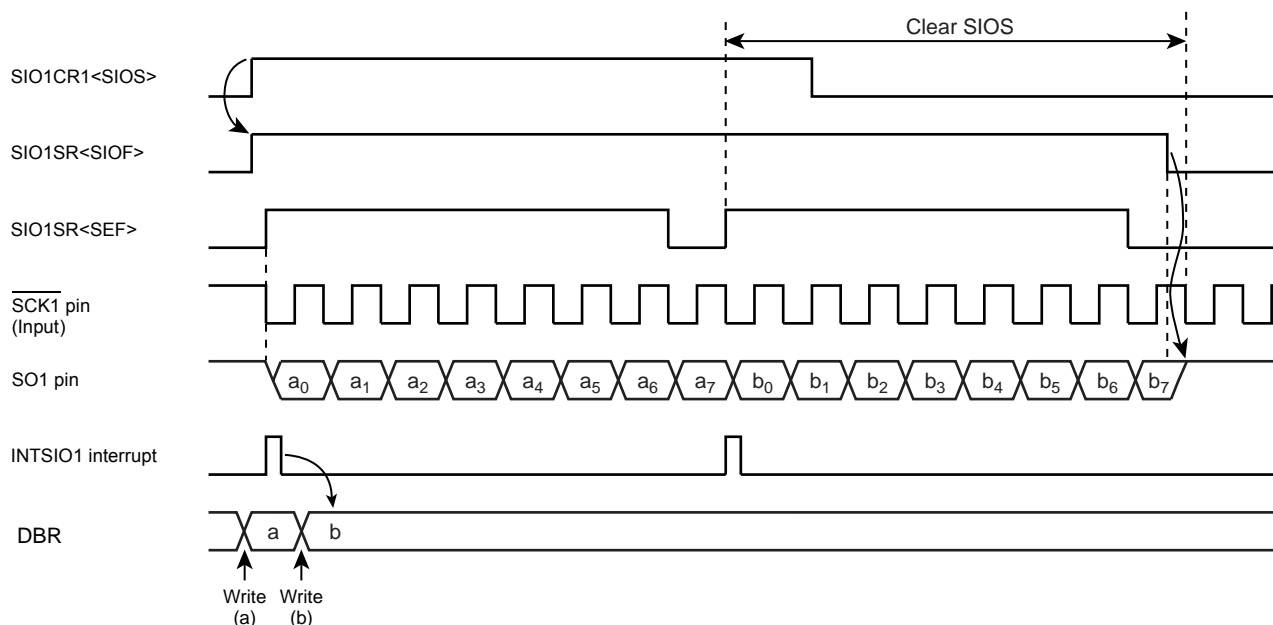 Clear SIOS
SIO1CR1<SIOS>
SIO1SR<SIOF>
SIO1SR<SEF>
SCK1 pin
(Input)
SO1 pin
a0 a1 a2 a3 a4 a5 a6 a7 b0 b1 b2 b3 b4 b5 b6 b7
INTSIO1 interrupt
DBR
a b
Write Write
(a) (b)